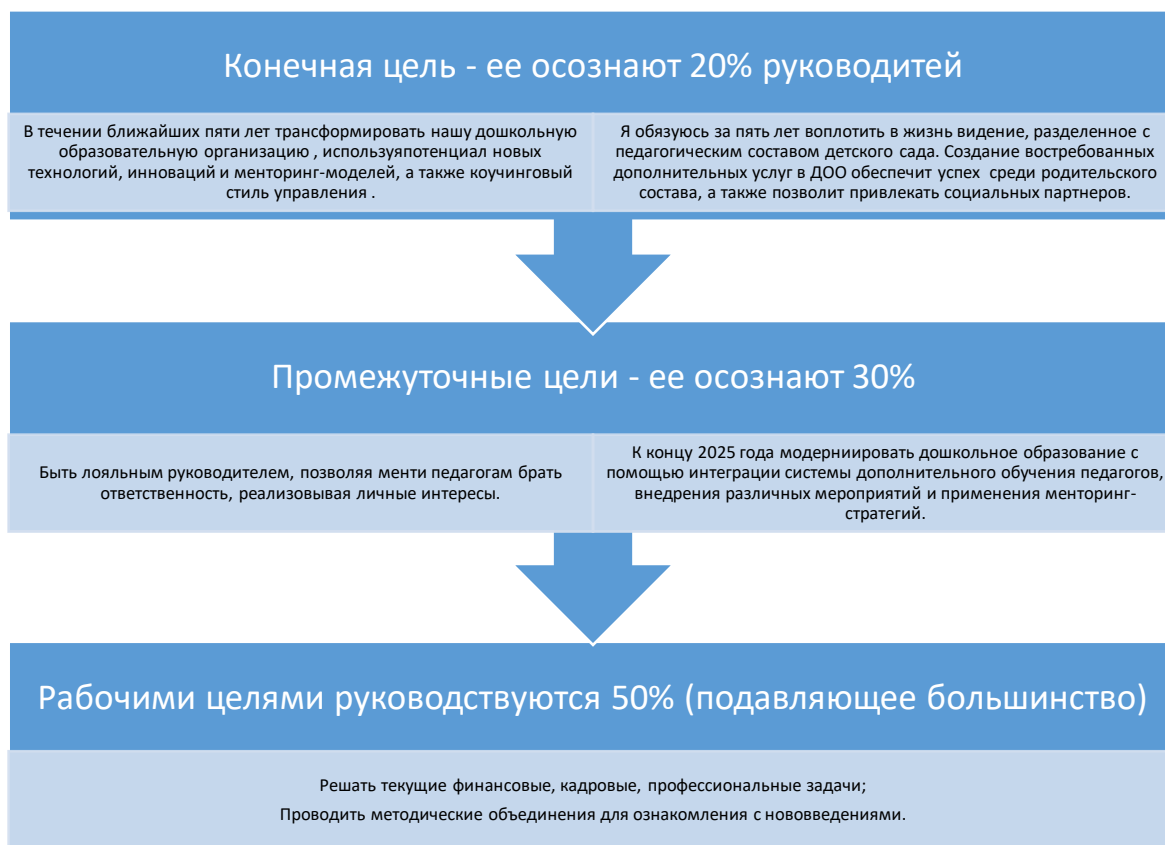 Конечная цель - ее осознают 20% руководитей
В течении ближайших пяти лет трансформировать нашу дошкольную
образовательную организацию , используяпотенциал новых
технологий, инноваций и менторинг-моделей, а также коучинговый
стиль управления .
Я обязуюсь за пять лет воплотить в жизнь видение, разделенное с
педагогическим составом детского сада. Создание востребованных
дополнительных услуг в ДОО обеспечит успех  среди родительского
состава, а также позволит привлекать социальных партнеров.
Промежуточные цели - ее осознают 30%
Быть лояльным руководителем, позволяя менти педагогам брать
ответственность, реализовывая личные интересы.
К концу 2025 года модерниировать дошкольное образование с
помощью интеграции системы дополнительного обучения педагогов,
внедрения различных мероприятий и применения менторинг-
стратегий.
Рабочими целями руководствуются 50% (подавляющее большинство)
Решать текущие финансовые, кадровые, профессиональные задачи;
Проводить методические объединения для ознакомления с нововведениями.